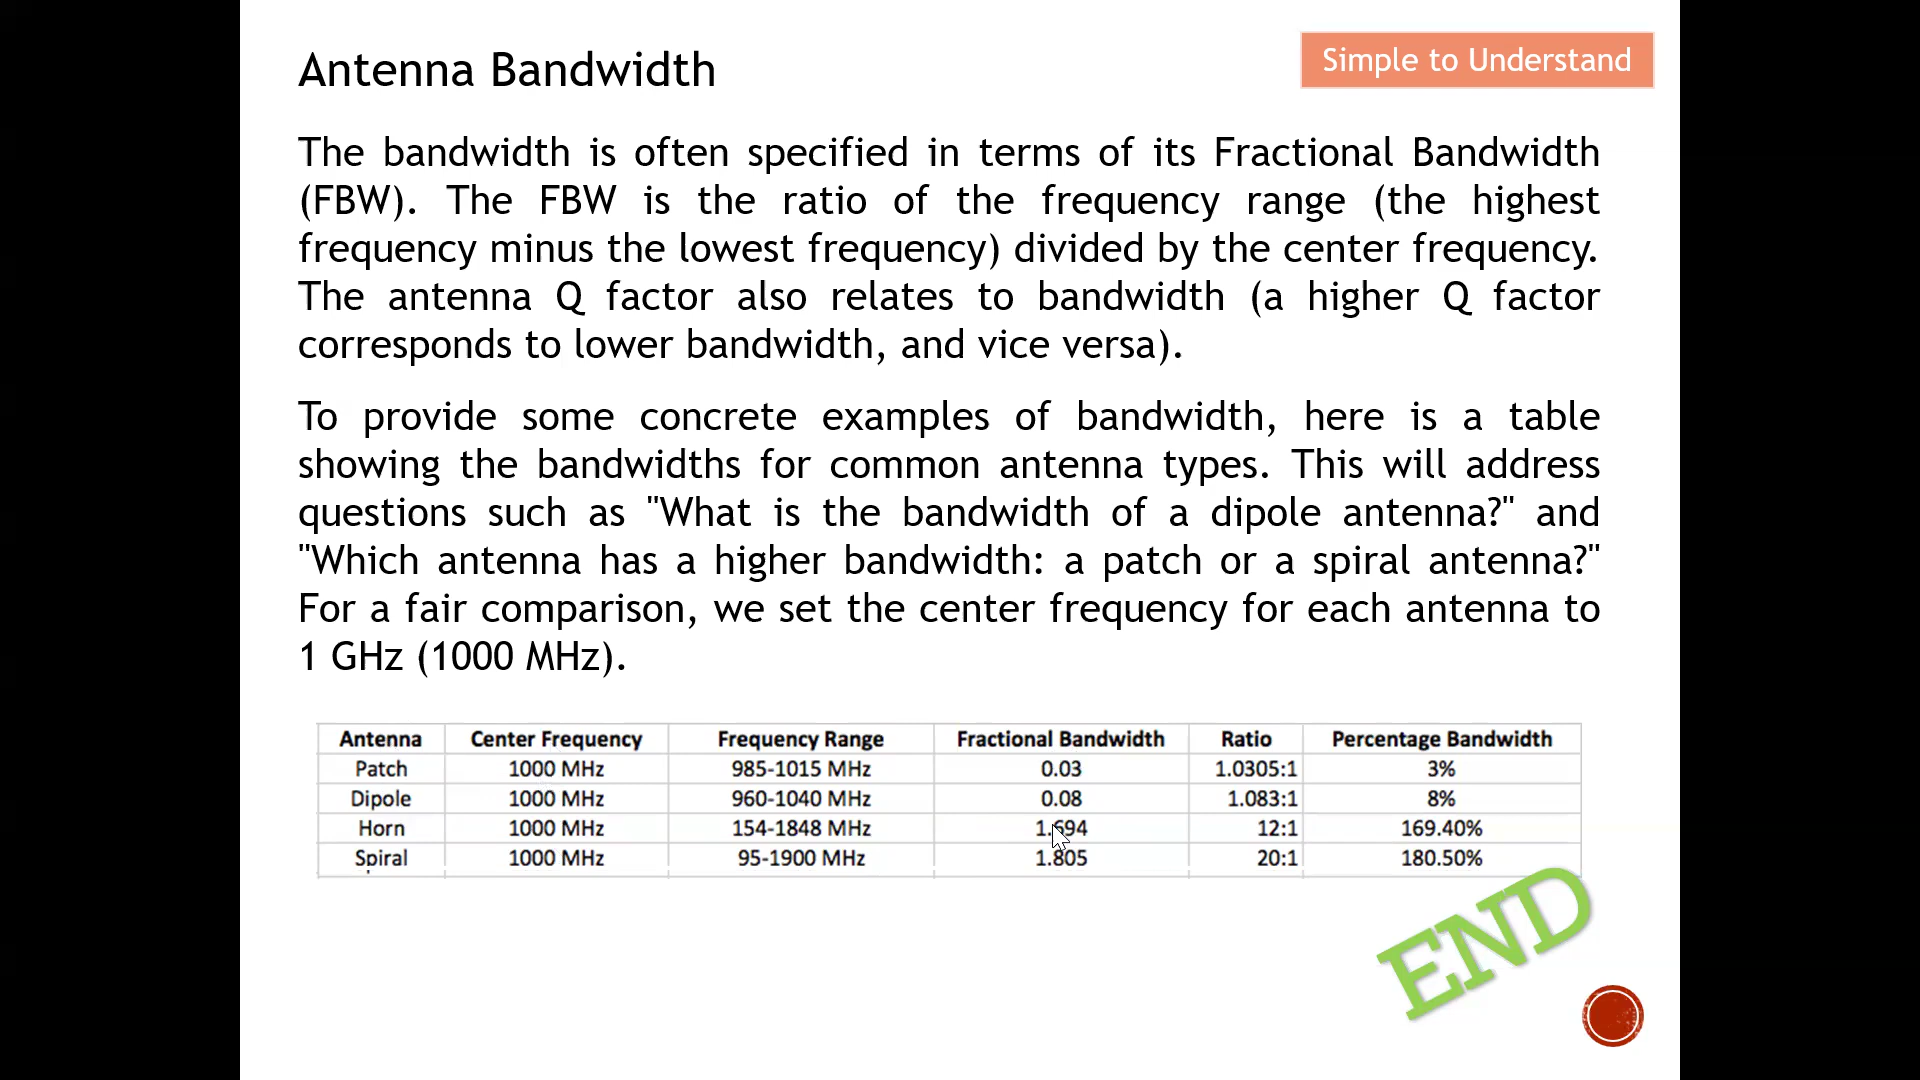 Antenna Bandwidth
Simple to Understand
The bandwidth is often specified in terms of its Fractional Bandwidth
(FBW). The FBW is the ratio of the frequency range (the highest
frequency minus the lowest frequency) divided by the center frequency.
The antenna Q factor also relates to bandwidth (a higher Q factor
corresponds to lower bandwidth, and vice versa).
To provide some concrete examples of bandwidth, here is a table
showing the bandwidths for common antenna types. This will address
questions such as "What is the bandwidth of a dipole antenna?" and
"Which antenna has a higher bandwidth: a patch or a spiral antenna?"
For a fair comparison, we set the center frequency for each antenna to
1 GHz (1000 MHz).
Antenna Center Frequency Frequency Range Fractional Bandwidth Ratio Percentage Bandwidth
Patch 1000 MHz 985-1015 MHz 0.03 1.0305:1 3%
Dipole 1000 MHz 960-1040 MHz 0.08 1.083:1 8%
Horn 1000 MHz 154-1848 MHz 1.694 12:1 169.40%
Spiral 1000 MHz 95-1900 MHz 1.805 20:1 180.50%
END